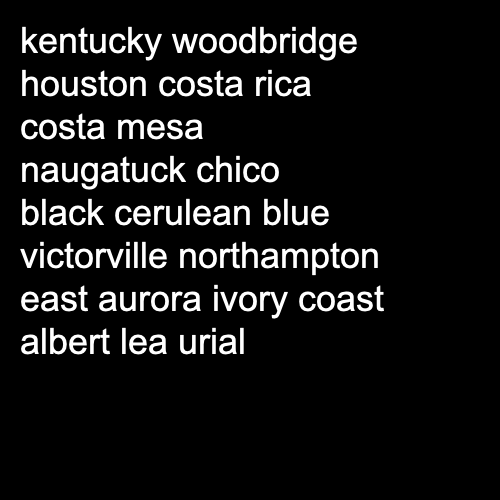 kentucky woodbridge
houston costa rica
costa mesa
naugatuck chico
black cerulean blue
victorville northampton
east aurora ivory coast
albert lea urial